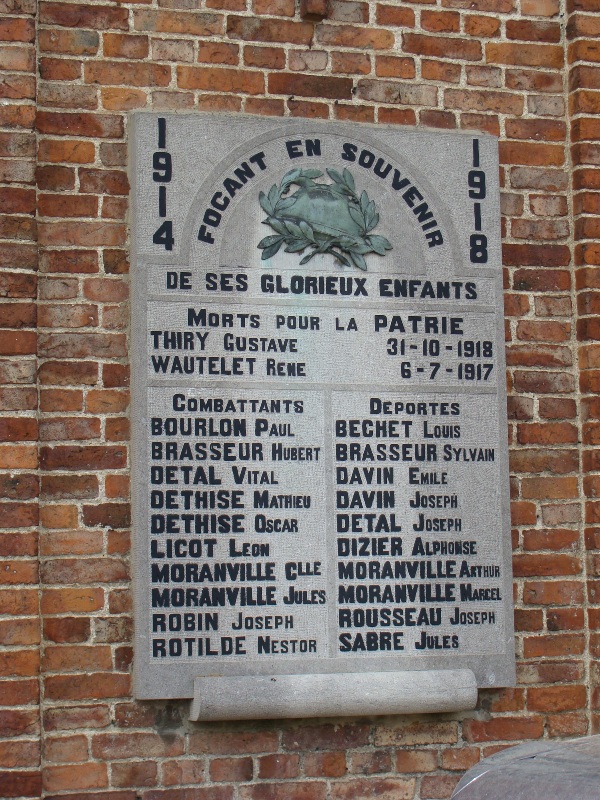 1914
FOCANT EN SOUVENIR
1918
DE SES GLORIEUX ENFANTS
MORTS POUR LA PATRIE
THIRY GUSTAVE 31-10-1918
WAUTELET RENE 6-7-1917
COMBATTANTS
BOURLON PAUL
BRASSEUR HUBERT
DETAL VITAL
DETHISE MATHIEU
DETHISE OSCAR
LICOT LEON
MORANVILLE CLLE
MORANVILLE JULES
ROBIN JOSEPH
ROTILDE NESTOR
DEPORTES
BECHET LOUIS
BRASSEUR SYLVAIN
DAVIN EMILE
DAVIN JOSEPH
DETAL JOSEPH
DIZIER ALPHONSE
MORANVILLE ARTHUR
MORANVILLE MARCEL
ROUSSEAU JOSEPH
SABRE JULES